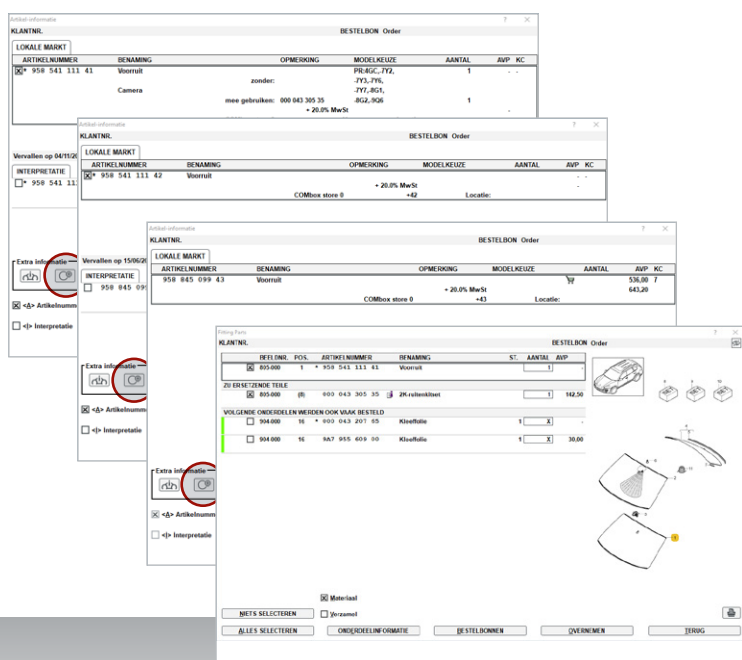 Artikel-informatie ? ×
KLANTNR. BESTELBON Order
LOKALE MARKT
ARTIKELNUMMER BENAMING OPMERKING MODELKEUZE AANTAL AVP KC
* 958 541 111 41 Voorruit PR:4GC,-7Y2, 1 - -
zonder: -7Y3,-7Y6,
Camera -7Y7,-8G1,
mee gebruiken: 000 043 305 35 -8G2,-9Q6 1
+ 20.0% MwSt -
Vervallen op 04/11/20
INTERPRETATIE
* 958 541 11
Extra informatie
<A> Artikelnumm
<I> Interpretatie
Artikel-informatie ? ×
KLANTNR. BESTELBON Order
LOKALE MARKT
ARTIKELNUMMER BENAMING OPMERKING MODELKEUZE AANTAL AVP KC
* 958 541 111 42 Voorruit - -
+ 20.0% MwSt -
COMbox store 0 +42 Locatie:
Vervallen op 15/06/20
INTERPRETATIE
958 845 09
Extra informatie
<A> Artikelnumm
<I> Interpretatie
Artikel-informatie ? ×
KLANTNR. BESTELBON Order
LOKALE MARKT
ARTIKELNUMMER BENAMING OPMERKING MODELKEUZE AANTAL AVP KC
958 845 099 43 Voorruit 536,00 7
+ 20.0% MwSt 643,20
COMbox store 0 +43 Locatie:
Extra informatie
<A> Artikelnumm
<I> Interpretatie
Fitting Parts ? ×
KLANTNR. BESTELBON Order
BEELDNR. POS. ARTIKELNUMMER BENAMING ST. AANTAL AVP
805-000 1 * 958 541 111 41 Voorruit 1 -
ZU ERSETZENDE TEILE
805-000 (8) 000 043 305 35 2K-ruitenkitset 1 142,50
VOLGENDE ONDERDELEN WERDEN OOK VAAK BESTELD
904-000 16 * 000 043 207 65 Kleeffolie 1 X -
904-000 16 9A7 955 609 00 Kleeffolie 1 X 30,00
Materiaal
NIETS SELECTEREN Verzamel
ALLES SELECTEREN ONDERDEELINFORMATIE BESTELBONNEN OVERNEMEN TERUG